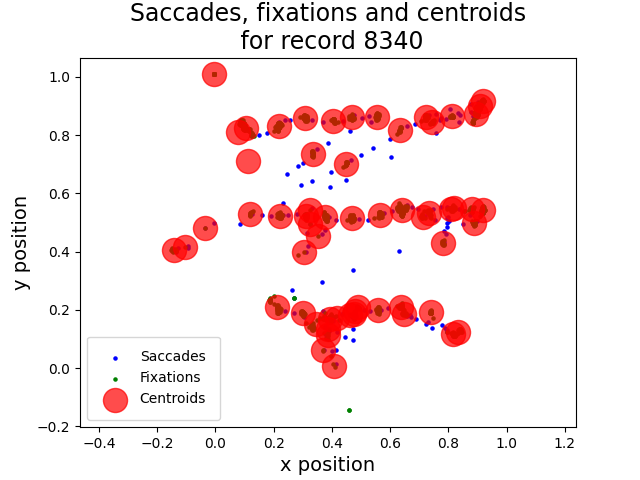 Saccades, fixations and centroids
for record 8340
y position
1.0
0.8
0.6
0.4
0.2
0.0
−0.2
Saccades
Fixations
Centroids
−0.4
−0.2
0.0
0.2
0.4
0.6
0.8
1.0
1.2
x position